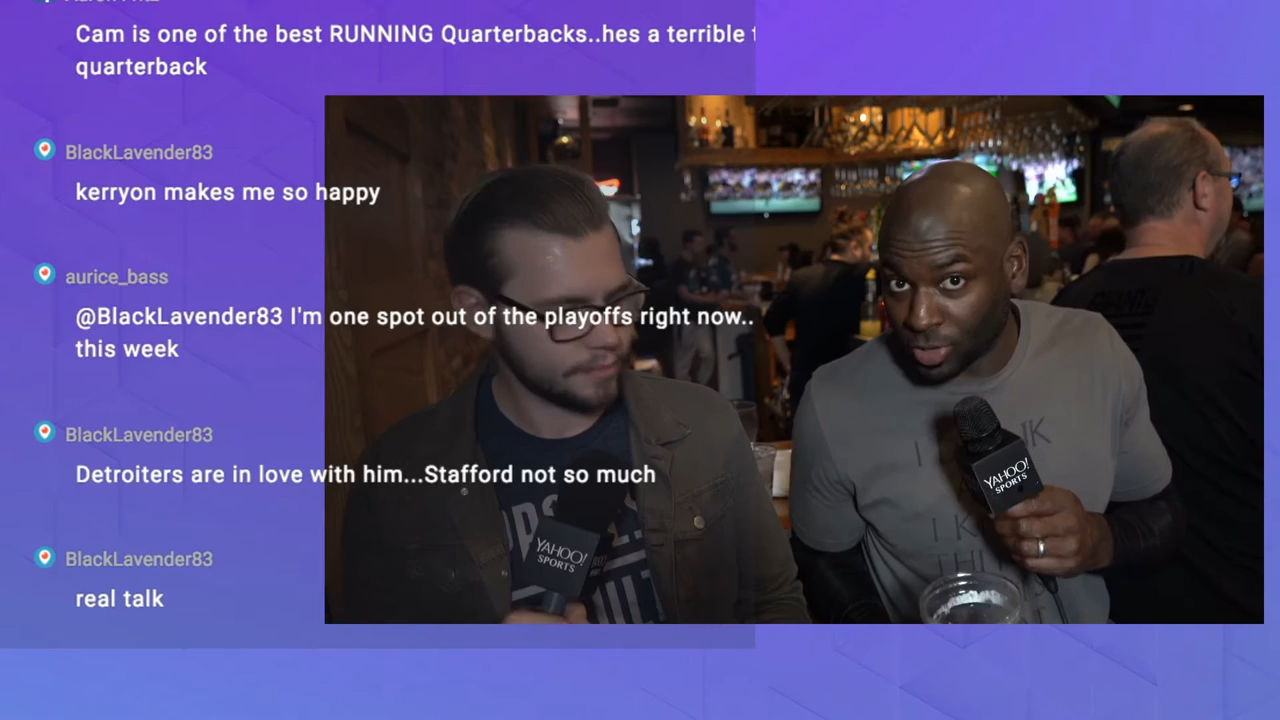 Cam is one of the best RUNNING Quarterbacks..hes a terrible
quarterback
BlackLavender83
kerryon makes me so happy
aurice_bass
@BlackLavender83 I'm one spot out of the playoffs right now..
this week
BlackLavender83
Detroiters are in love with him...Stafford not so much
BlackLavender83
real talk
YAHOO!
SPORTS
YAHOO!
SPORTS